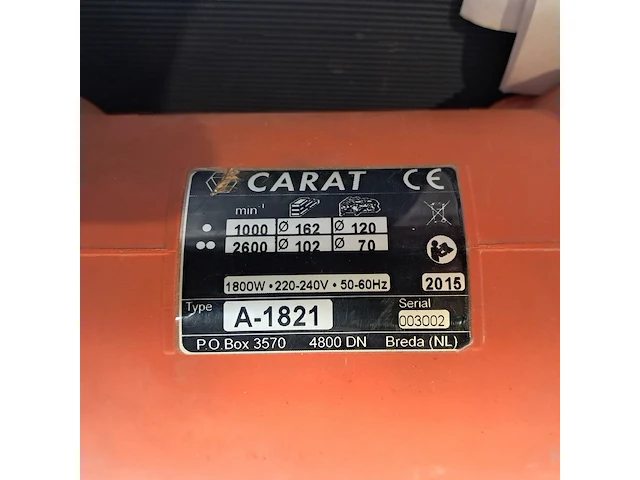 CARAT CE
min⁻¹
1000 Ø 162 Ø 120
2600 Ø 102 Ø 70
1800W • 220-240V • 50-60Hz 2015
Type A-1821 Serial 003002
P.O.Box 3570 4800 DN Breda (NL)